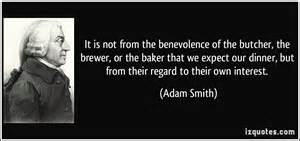 It is not from the benevolence of the butcher, the
brewer, or the baker that we expect our dinner, but
from their regard to their own interest.
(Adam Smith)
izquotes.com